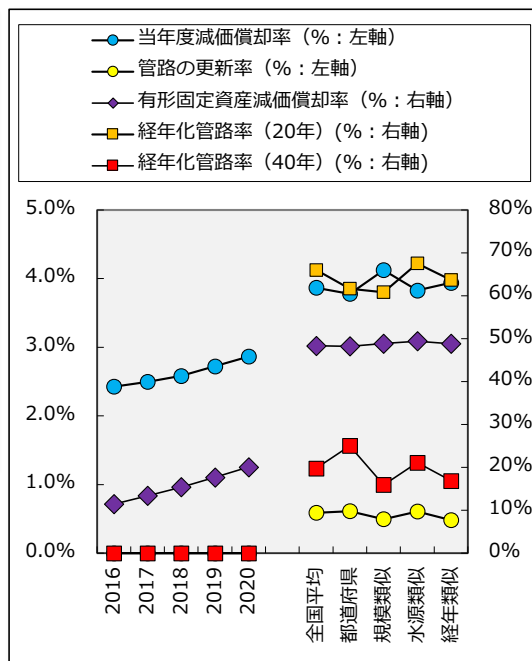 当年度減価償却率（%：左軸）
管路の更新率（%：左軸）
有形固定資産減価償却率（%：右軸）
経年化管路率（20年）(%：右軸)
経年化管路率（40年）(%：右軸)
5.0%
4.0%
3.0%
2.0%
1.0%
0.0%
80%
70%
60%
50%
40%
30%
20%
10%
0%
2016
2017
2018
2019
2020
全国平均
都道府県
規模類似
水源類似
経年類似